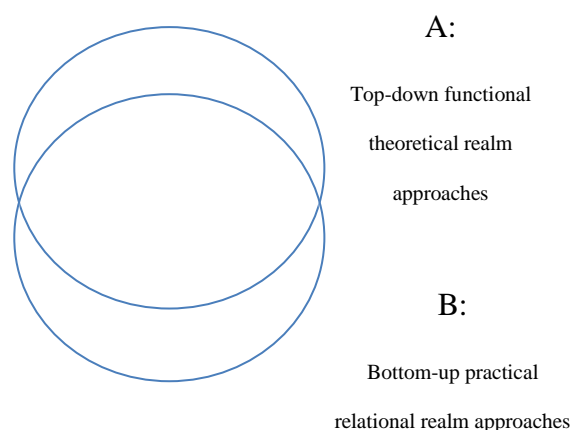 A:
Top-down functional
theoretical realm
approaches
B:
Bottom-up practical
relational realm approaches